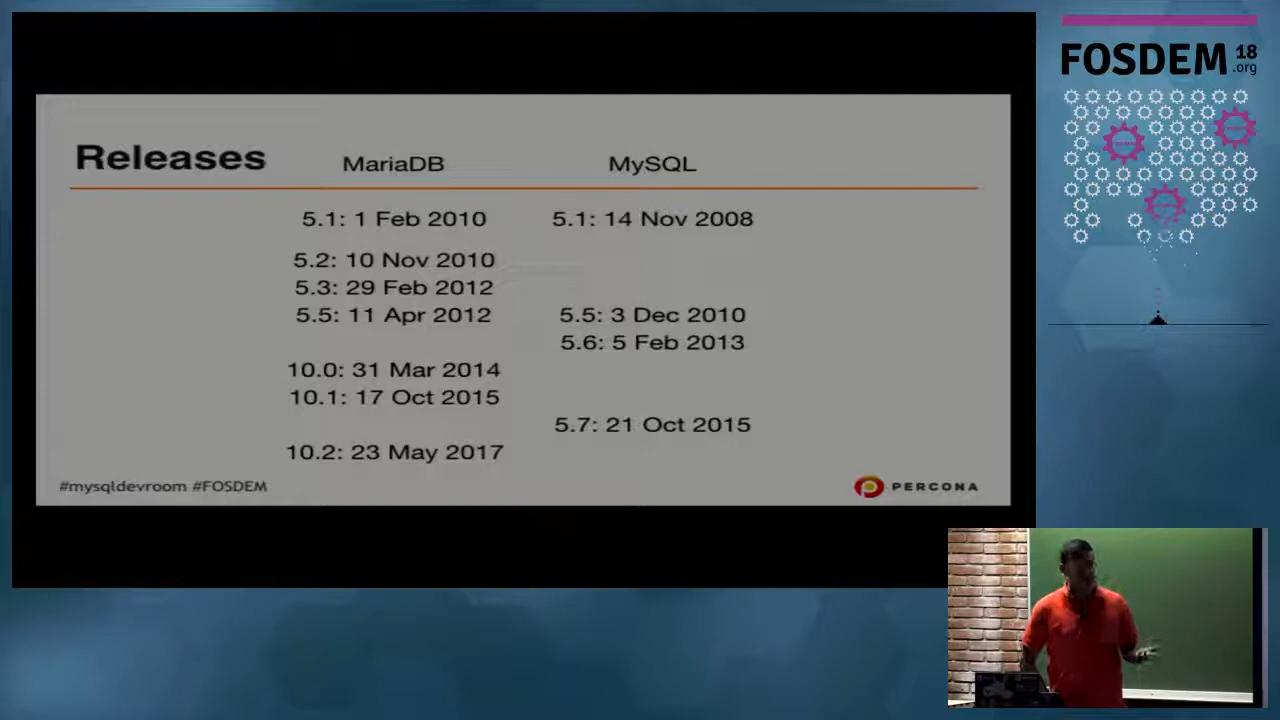 FOSDEM 18
.org
Releases MariaDB MySQL
5.1: 1 Feb 2010 5.1: 14 Nov 2008
5.2: 10 Nov 2010
5.3: 29 Feb 2012
5.5: 11 Apr 2012 5.5: 3 Dec 2010
5.6: 5 Feb 2013
10.0: 31 Mar 2014
10.1: 17 Oct 2015
5.7: 21 Oct 2015
10.2: 23 May 2017
#mysqldevroom #FOSDEM
PERCONA